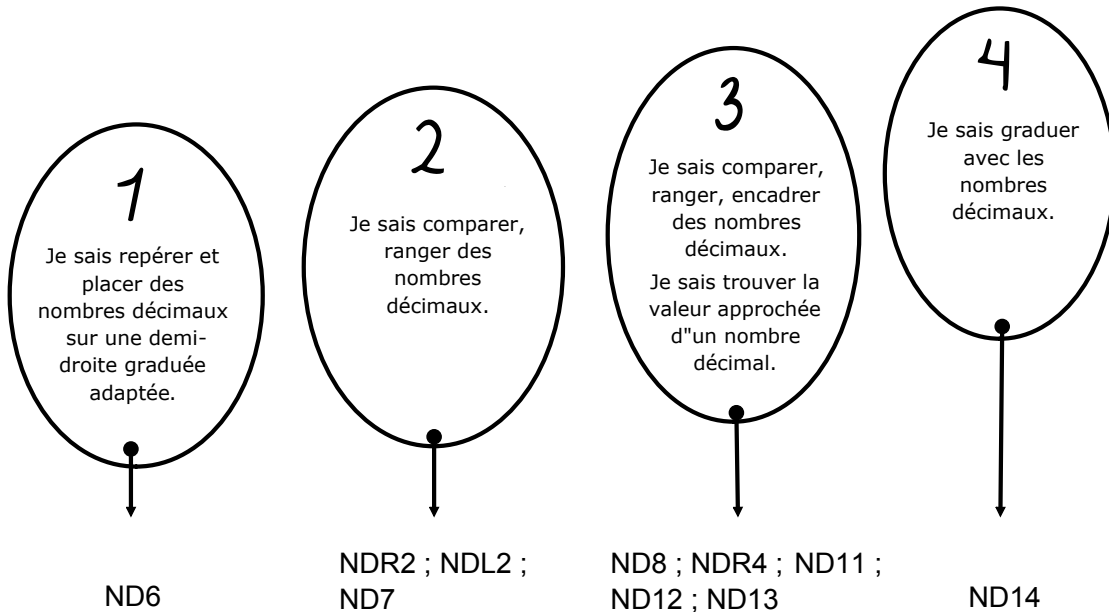 1
Je sais repérer et
placer des
nombres décimaux
sur une demi-
droite graduée
adaptée.
ND6
2
Je sais comparer,
ranger des
nombres
décimaux.
NDR2 ; NDL2 ;
ND7
3
Je sais comparer,
ranger, encadrer
des nombres
décimaux.
Je sais trouver la
valeur approchée
d"un nombre
décimal.
ND8 ; NDR4 ; ND11 ;
ND12 ; ND13
4
Je sais graduer
avec les
nombres
décimaux.
ND14